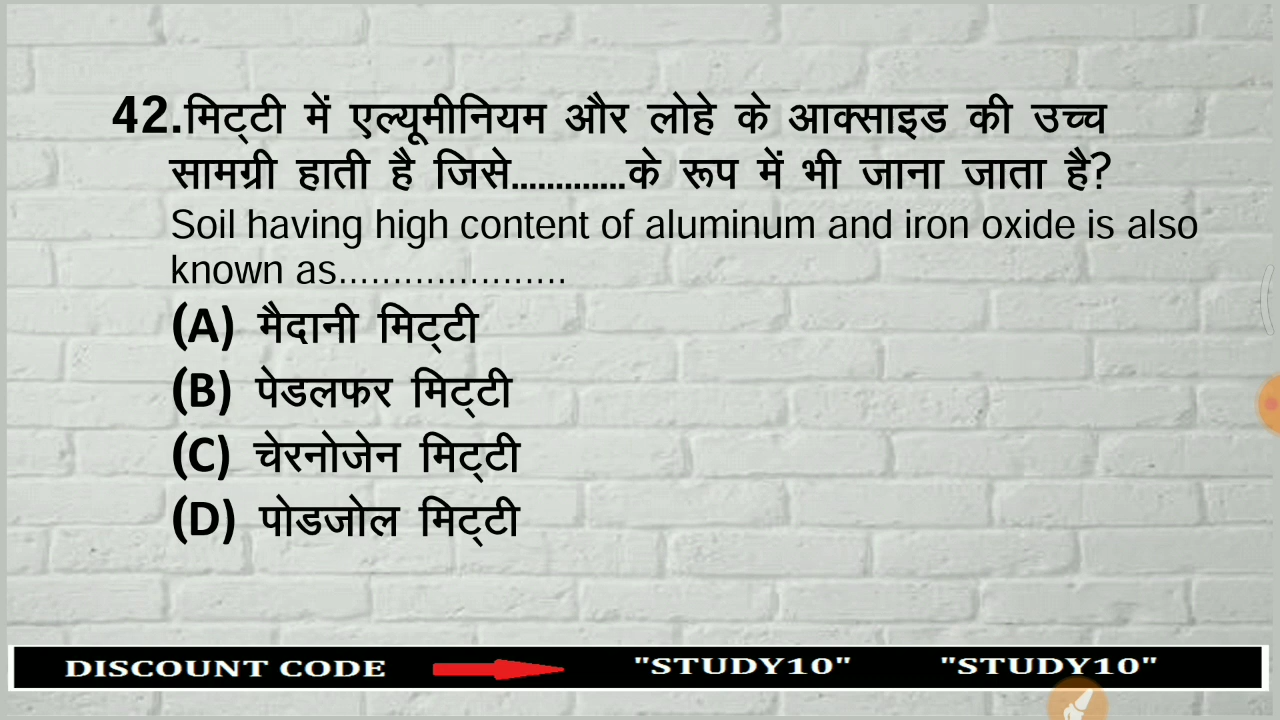 42.मिट्टी में एल्यूमीनियम और लोहे के आक्साइड की उच्च
सामग्री हाती है जिसे.............के रूप में भी जाना जाता है?
Soil having high content of aluminum and iron oxide is also
known as.....................
(A) मैदानी मिट्टी
(B) पेडलफर मिट्टी
(C) चेरनोजेन मिट्टी
(D) पोडजोल मिट्टी
DISCOUNT CODE "STUDY10" "STUDY10"